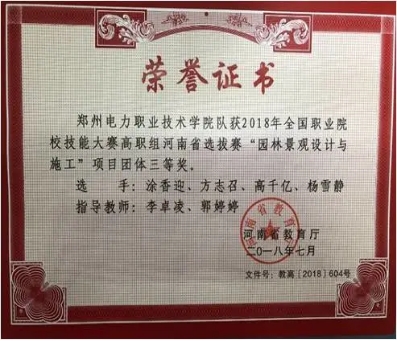 荣誉证书
郑州电力职业技术学院队获2018年全国职业院
校技能大赛高职组河南省选拔赛“园林景观设计与
施工”项目团体三等奖。
选 手：涂香迎、方志召、高千亿、杨雪静
指导教师：李卓凌、郭婷婷
河南省教育厅
二〇一八年七月
文件号：教高［2018］604号